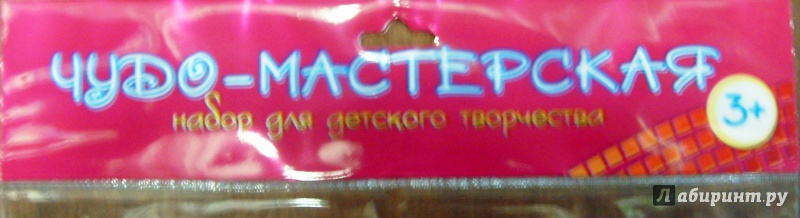 ЧУДО-МАСТЕРСКАЯ
набор для детского творчества
3+
Лабиринт.ру